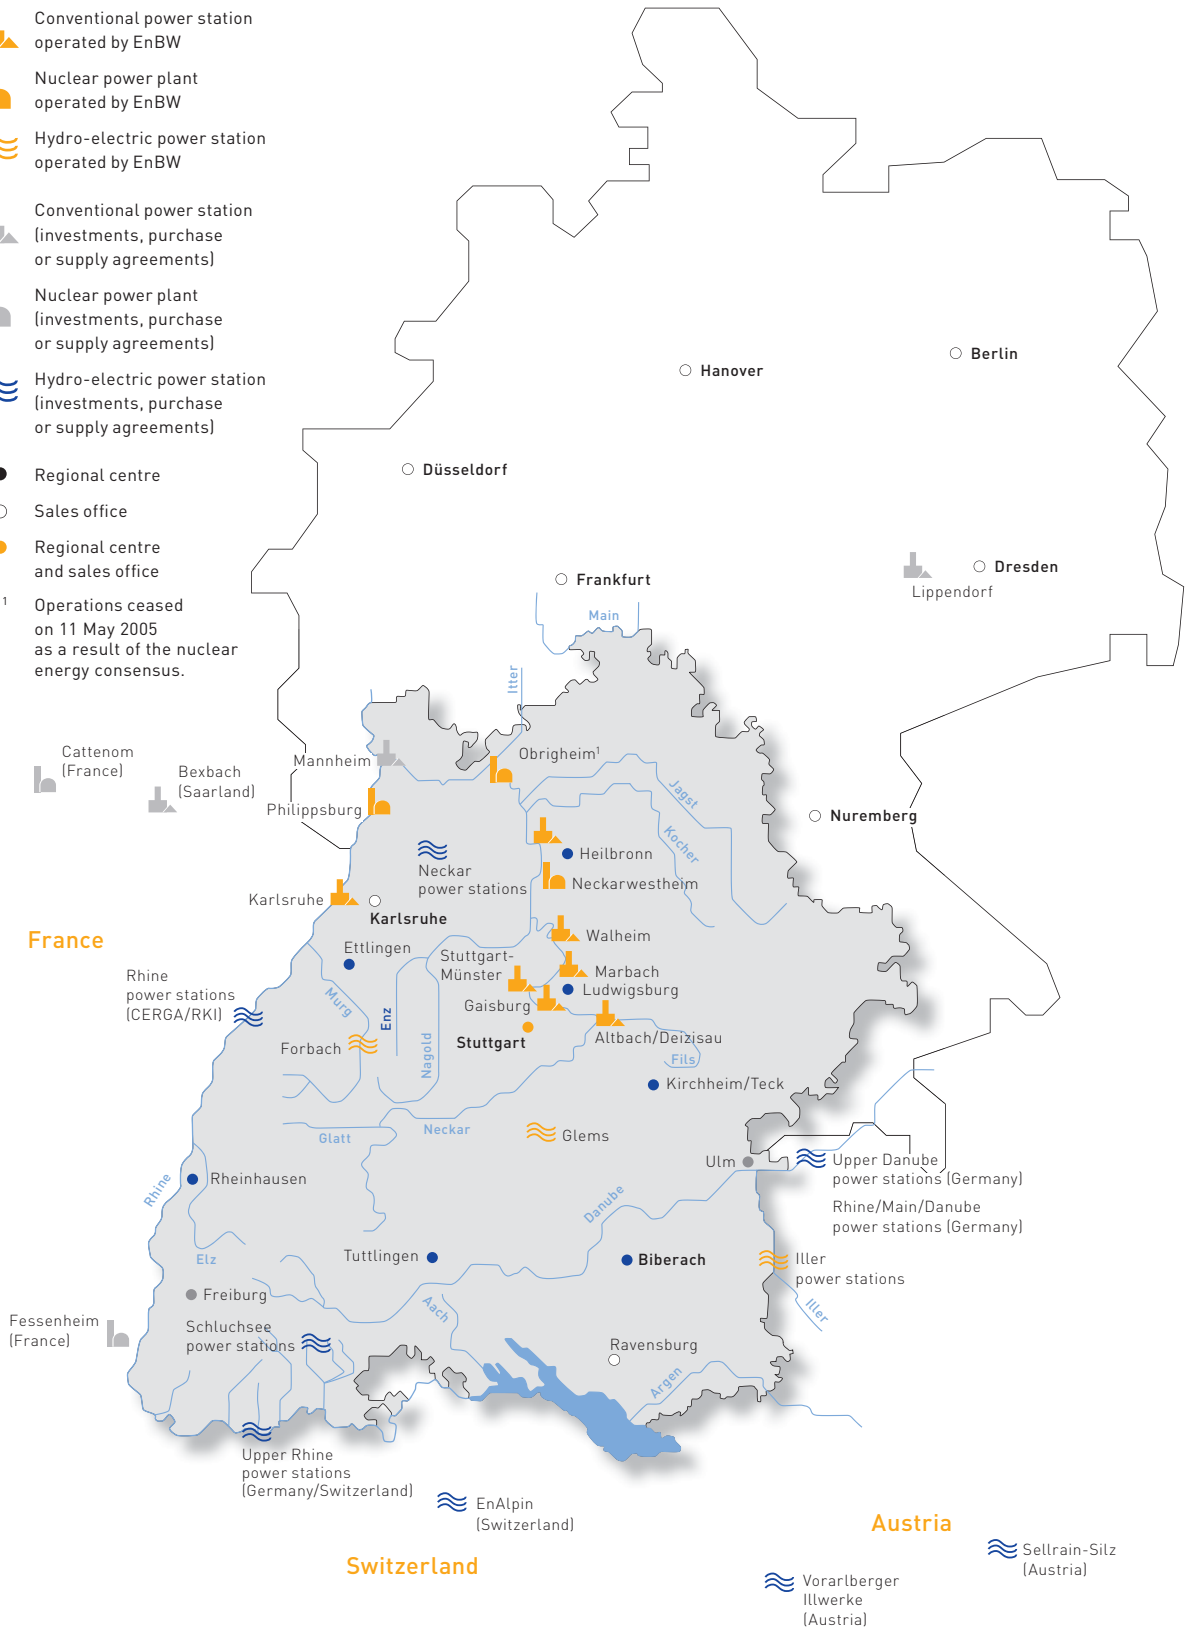 Conventional power station
operated by EnBW
Nuclear power plant
operated by EnBW
Hydro-electric power station
operated by EnBW
Conventional power station
(investments, purchase
or supply agreements)
Nuclear power plant
(investments, purchase
or supply agreements)
Hydro-electric power station
(investments, purchase
or supply agreements)
Regional centre
Sales office
Regional centre
and sales office
1 Operations ceased
on 11 May 2005
as a result of the nuclear
energy consensus.
Berlin
Hanover
Düsseldorf
Dresden
Lippendorf
Frankfurt
Main
Itter
Cattenom
(France)
Bexbach
(Saarland)
Mannheim
Obrigheim1
Philippsburg
Jagst
Kocher
Nuremberg
Heilbronn
Neckar
power stations
Neckarwestheim
Karlsruhe
Karlsruhe
France
Walheim
Ettlingen
Stuttgart-
Münster
Marbach
Ludwigsburg
Gaisburg
Rhine
power stations
(CERGA/RKI)
Murg
Enz
Nagold
Forbach
Stuttgart
Altbach/Deizisau
Fils
Kirchheim/Teck
Glatt
Neckar
Glems
Ulm
Upper Danube
power stations (Germany)
Rhine/Main/Danube
power stations (Germany)
Rhine
Rheinhausen
Danube
Elz
Tuttlingen
Biberach
Iller
power stations
Iller
Freiburg
Aach
Fessenheim
(France)
Schluchsee
power stations
Ravensburg
Argen
Upper Rhine
power stations
(Germany/Switzerland)
EnAlpin
(Switzerland)
Switzerland
Austria
Sellrain-Silz
(Austria)
Vorarlberger
Illwerke
(Austria)